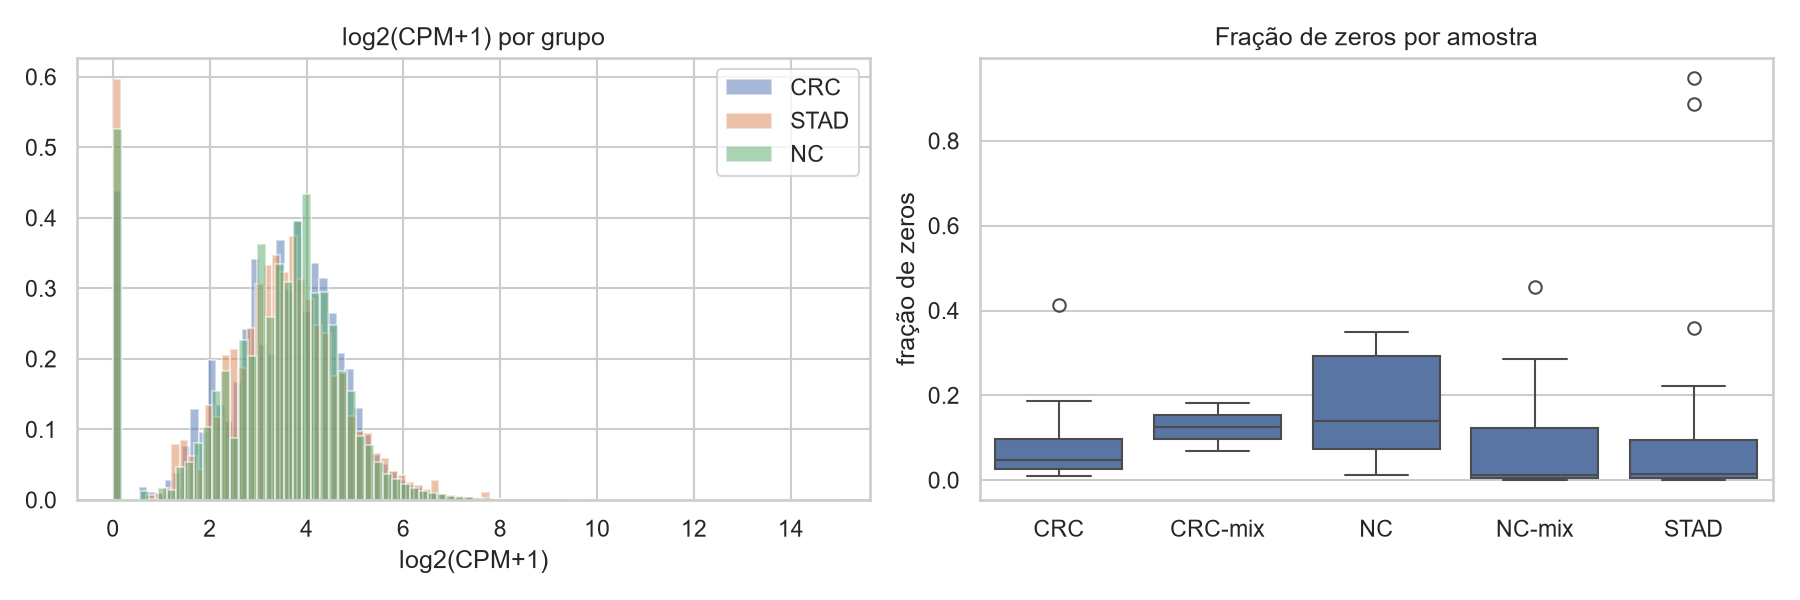 log2(CPM+1) por grupo
0.6
0.5
0.4
0.3
0.2
0.1
0.0
CRC
STAD
NC
0 2 4 6 8 10 12 14
log2(CPM+1)
Fração de zeros por amostra
fração de zeros
0.8
0.6
0.4
0.2
0.0
CRC CRC-mix NC NC-mix STAD